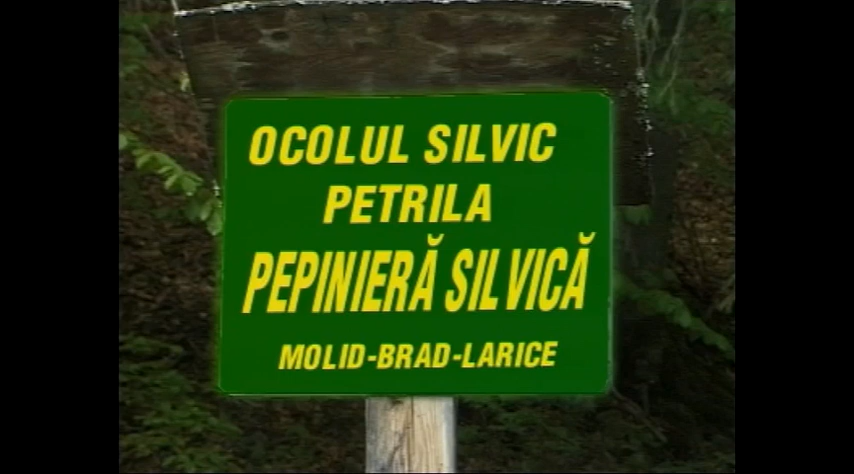 OCOLUL SILVIC
PETRILA
PEPINIERĂ SILVICĂ
MOLID-BRAD-LARICE